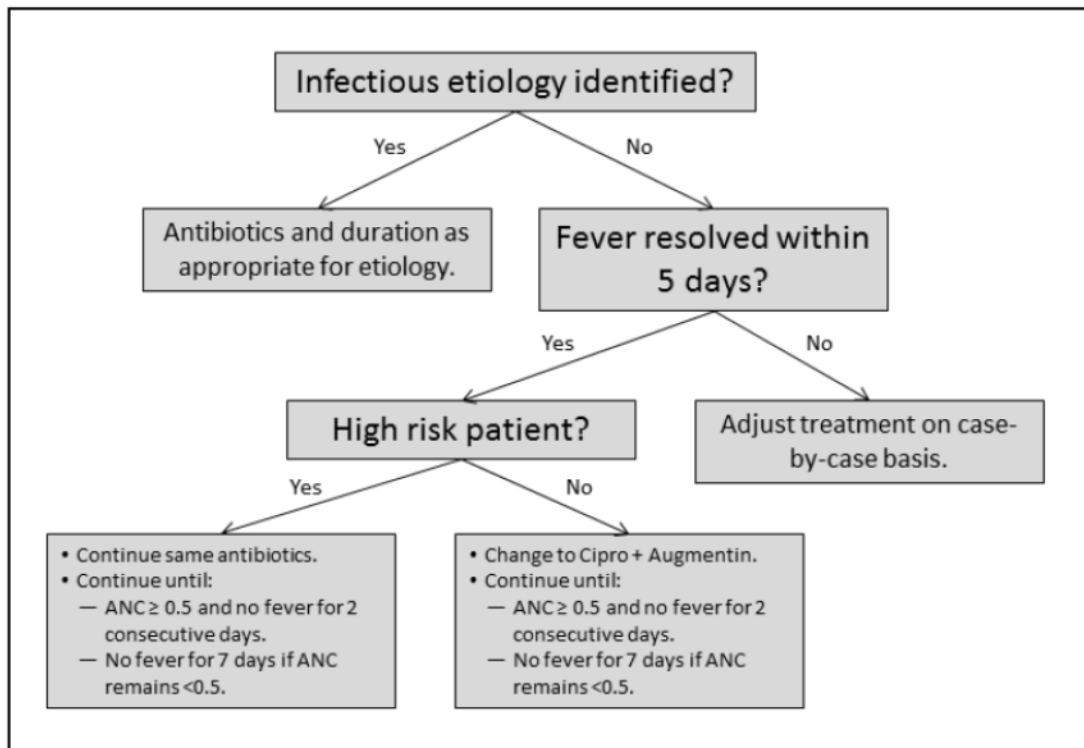 Infectious etiology identified?
Yes
No
Antibiotics and duration as
appropriate for etiology.
Fever resolved within
5 days?
Yes
No
High risk patient?
Adjust treatment on case-
by-case basis.
Yes
No
• Continue same antibiotics.
• Continue until:
— ANC ≥ 0.5 and no fever for 2
consecutive days.
— No fever for 7 days if ANC
remains <0.5.
• Change to Cipro + Augmentin.
• Continue until:
— ANC ≥ 0.5 and no fever for 2
consecutive days.
— No fever for 7 days if ANC
remains <0.5.